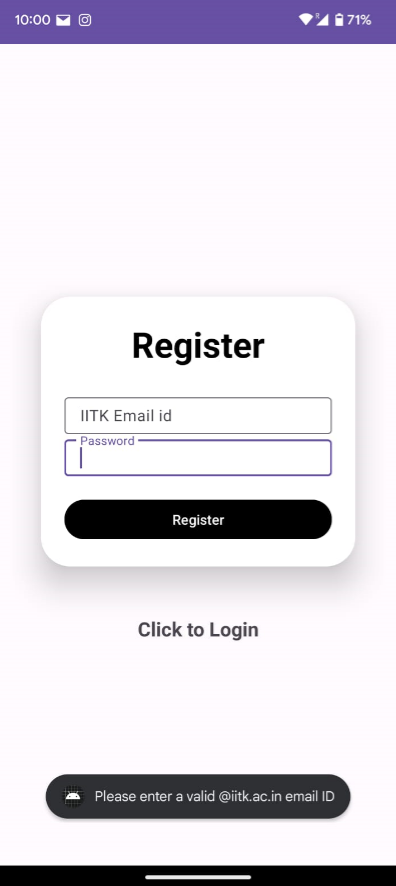 10:00
71%
Register
IITK Email id
Password
Register
Click to Login
Please enter a valid @iitk.ac.in email ID